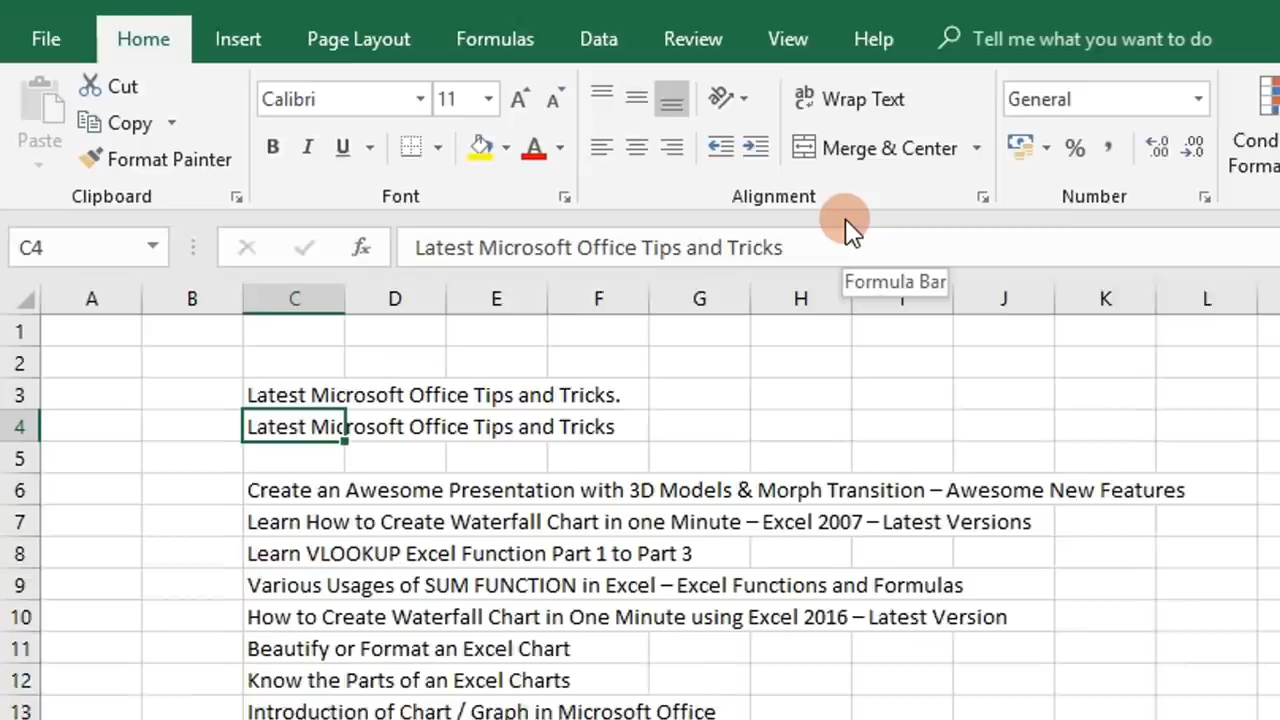 File Home Insert Page Layout Formulas Data Review View Help Tell me what you want to do
Cut
Copy
Paste
Format Painter
Clipboard
Calibri 11
B I U
Font
Wrap Text
Merge & Center
Alignment
General
%
Number
Cond
Forma
C4 fx Latest Microsoft Office Tips and Tricks
Formula Bar
A B C D E F G H I J K L
1
2
3 Latest Microsoft Office Tips and Tricks.
4 Latest Microsoft Office Tips and Tricks
5
6 Create an Awesome Presentation with 3D Models & Morph Transition – Awesome New Features
7 Learn How to Create Waterfall Chart in one Minute – Excel 2007 – Latest Versions
8 Learn VLOOKUP Excel Function Part 1 to Part 3
9 Various Usages of SUM FUNCTION in Excel – Excel Functions and Formulas
10 How to Create Waterfall Chart in One Minute using Excel 2016 – Latest Version
11 Beautify or Format an Excel Chart
12 Know the Parts of an Excel Charts
13 Introduction of Chart / Graph in Microsoft Office